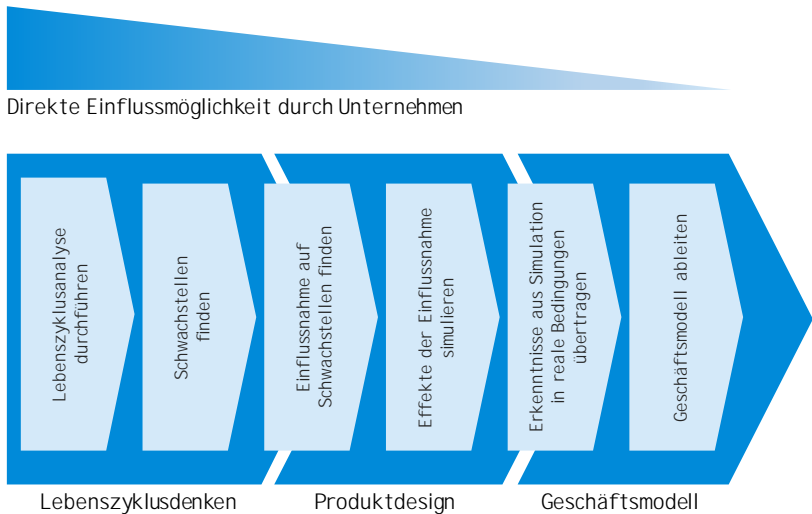 Direkte Einflussmöglichkeit durch Unternehmen
Lebenszyklusanalyse
durchführen
Schwachstellen
finden
Einflussnahme auf
Schwachstellen finden
Effekte der Einflussnahme
simulieren
Erkenntnisse aus Simulation
in reale Bedingungen
übertragen
Geschäftsmodell ableiten
Lebenszyklusdenken
Produktdesign
Geschäftsmodell